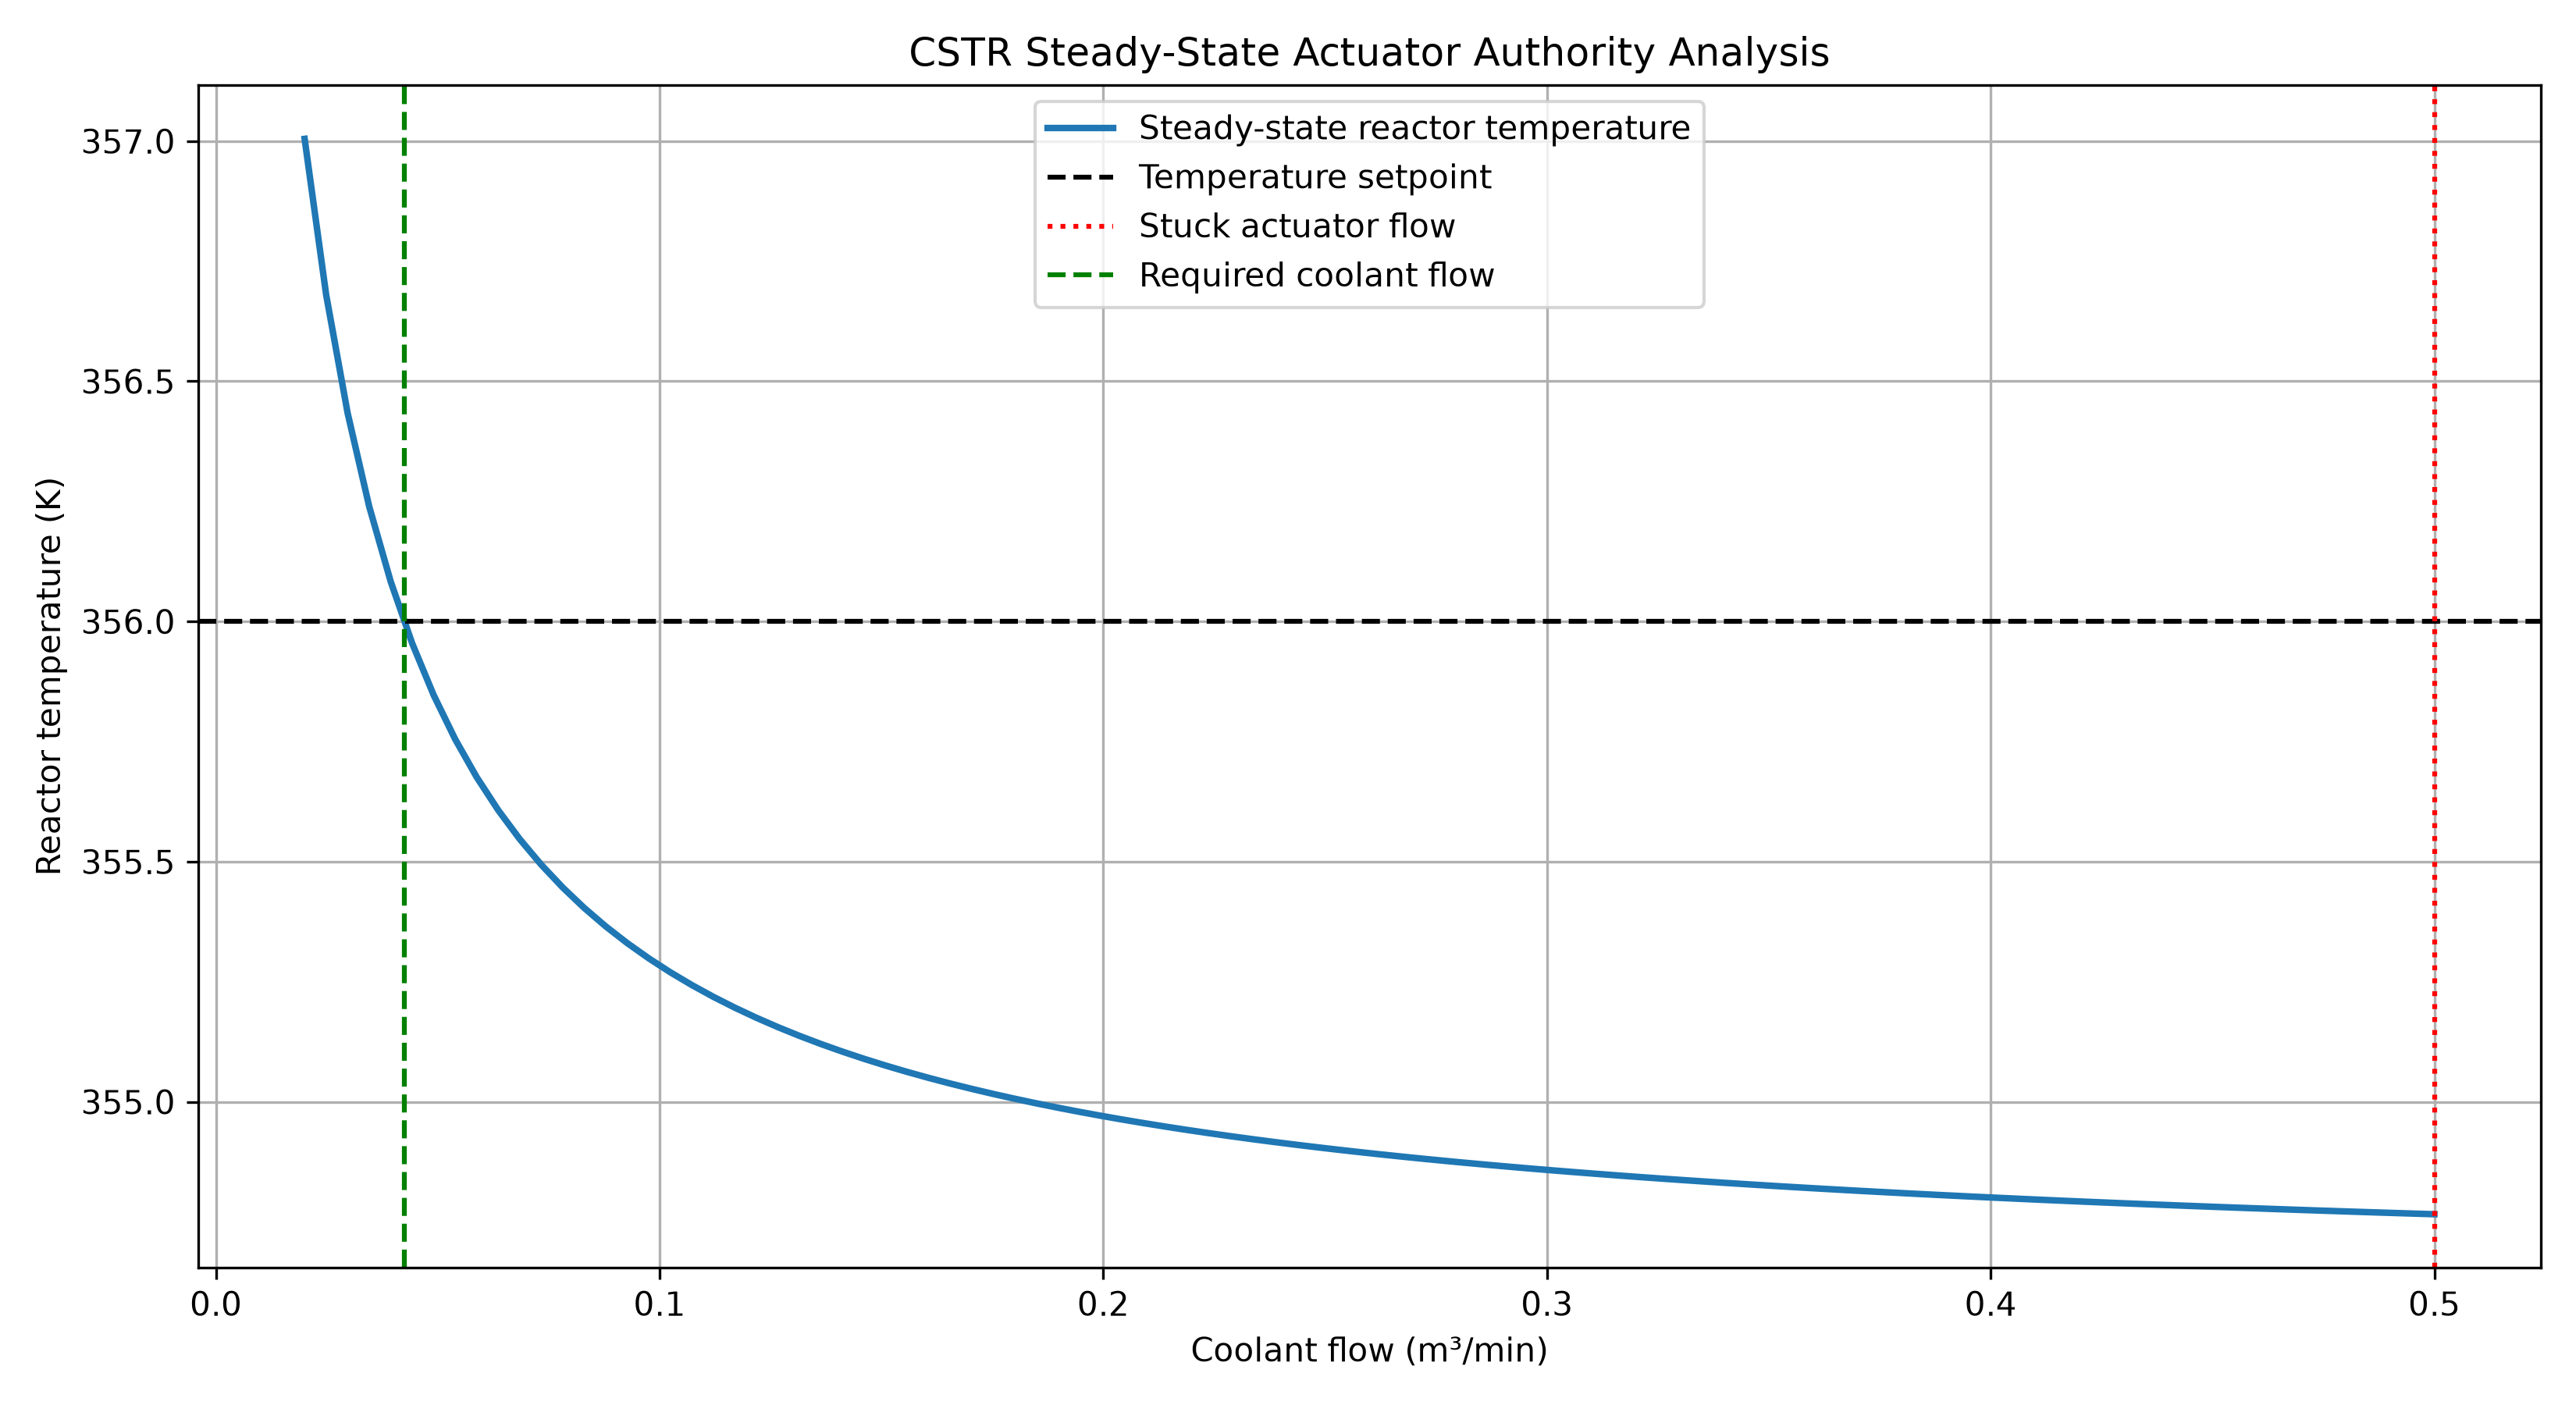 CSTR Steady-State Actuator Authority Analysis
Steady-state reactor temperature
Temperature setpoint
Stuck actuator flow
Required coolant flow
Reactor temperature (K)
357.0
356.5
356.0
355.5
355.0
0.0 0.1 0.2 0.3 0.4 0.5
Coolant flow (m³/min)